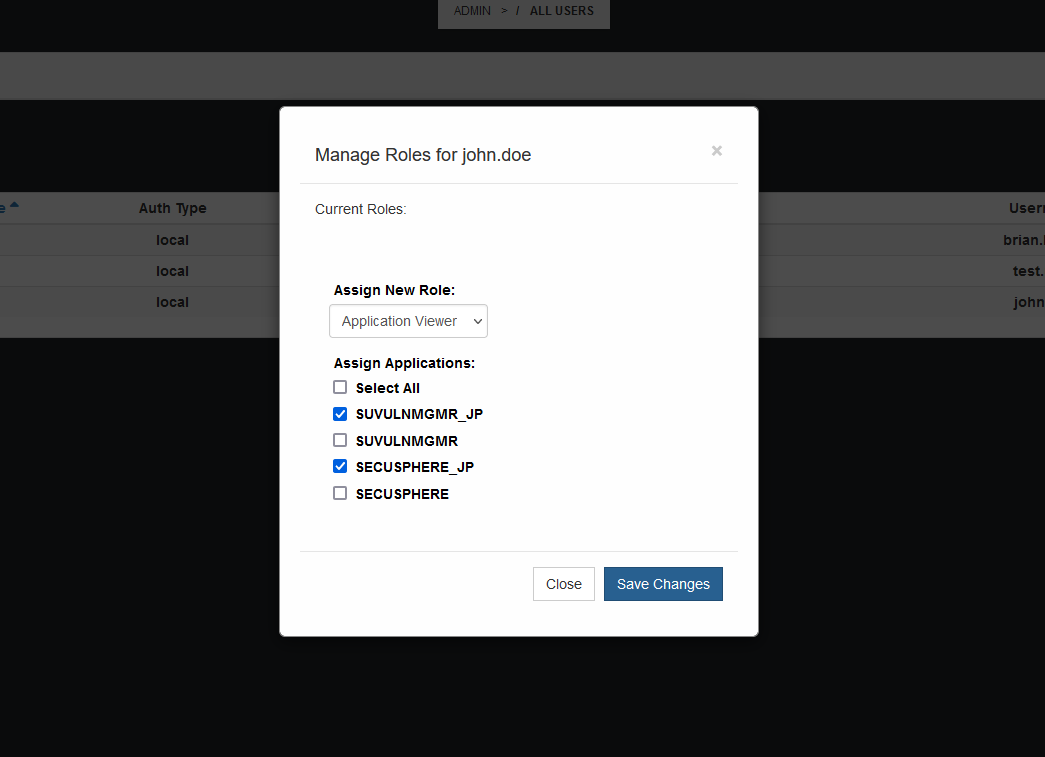 ADMIN > / ALL USERS
Manage Roles for john.doe
×
Current Roles:
Auth Type
local
brian.
local
test.
local
john
Assign New Role:
Application Viewer
Assign Applications:
Select All
SUVULNMGMR_JP
SUVULNMGMR
SECUSPHERE_JP
SECUSPHERE
Close
Save Changes